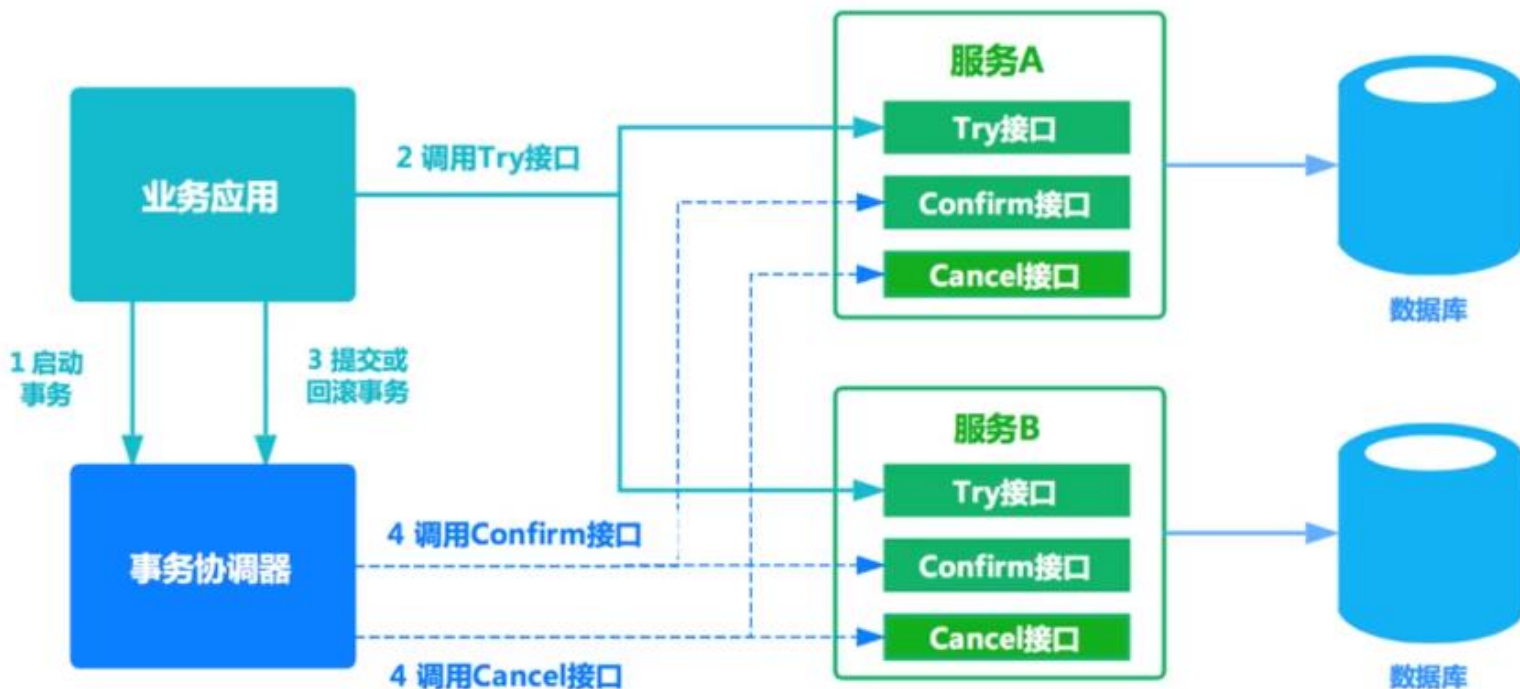 服务A
Try接口
2 调用Try接口
业务应用
Confirm接口
Cancel接口
数据库
1 启动
事务
3 提交或
回滚事务
服务B
Try接口
4 调用Confirm接口
事务协调器
Confirm接口
Cancel接口
4 调用Cancel接口
数据库